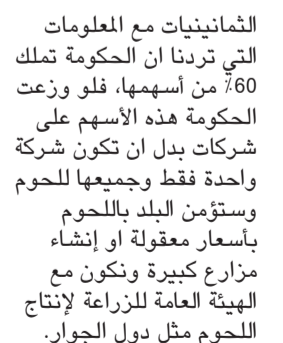 الثمانينيات مع المعلومات
التي تردنا ان الحكومة تملك
60٪ من أسهمها، فلو وزعت
الحكومة هذه الأسهم على
شركات بدل ان تكون شركة
واحدة فقط وجميعها للحوم
وستؤمن البلد باللحوم
بأسعار معقولة او إنشاء
مزارع كبيرة ونكون مع
الهيئة العامة للزراعة لإنتاج
اللحوم مثل دول الجوار.